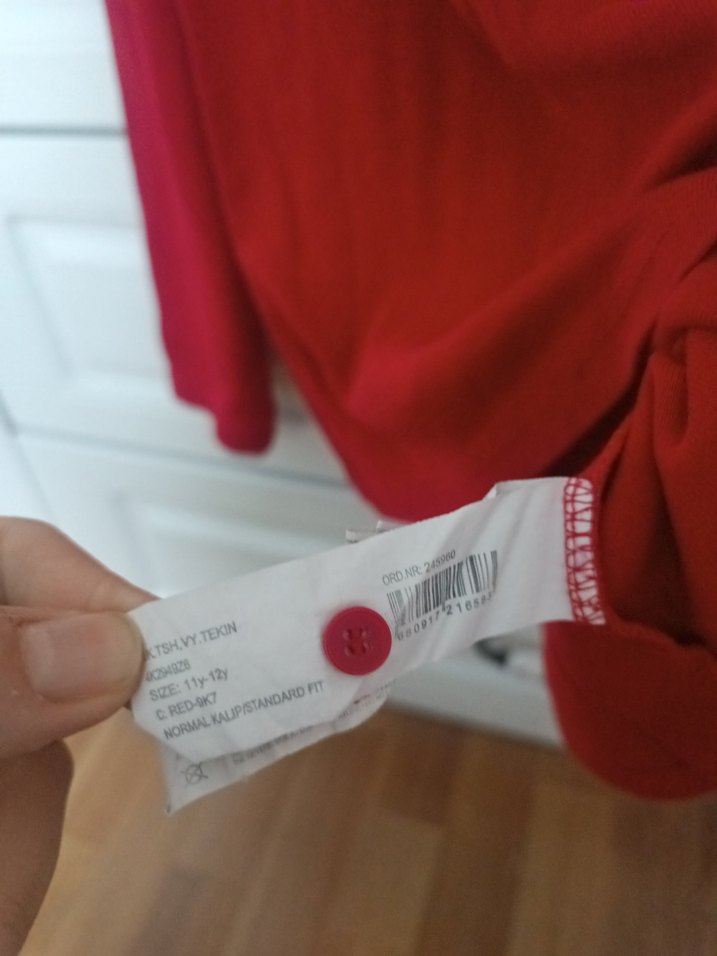 ORD.NR: 245960
K.TSH,VY.TEKIN
4K2949Z6
SIZE: 11y-12y
C: RED-9K7
NORMAL KALIP/STANDARD FIT